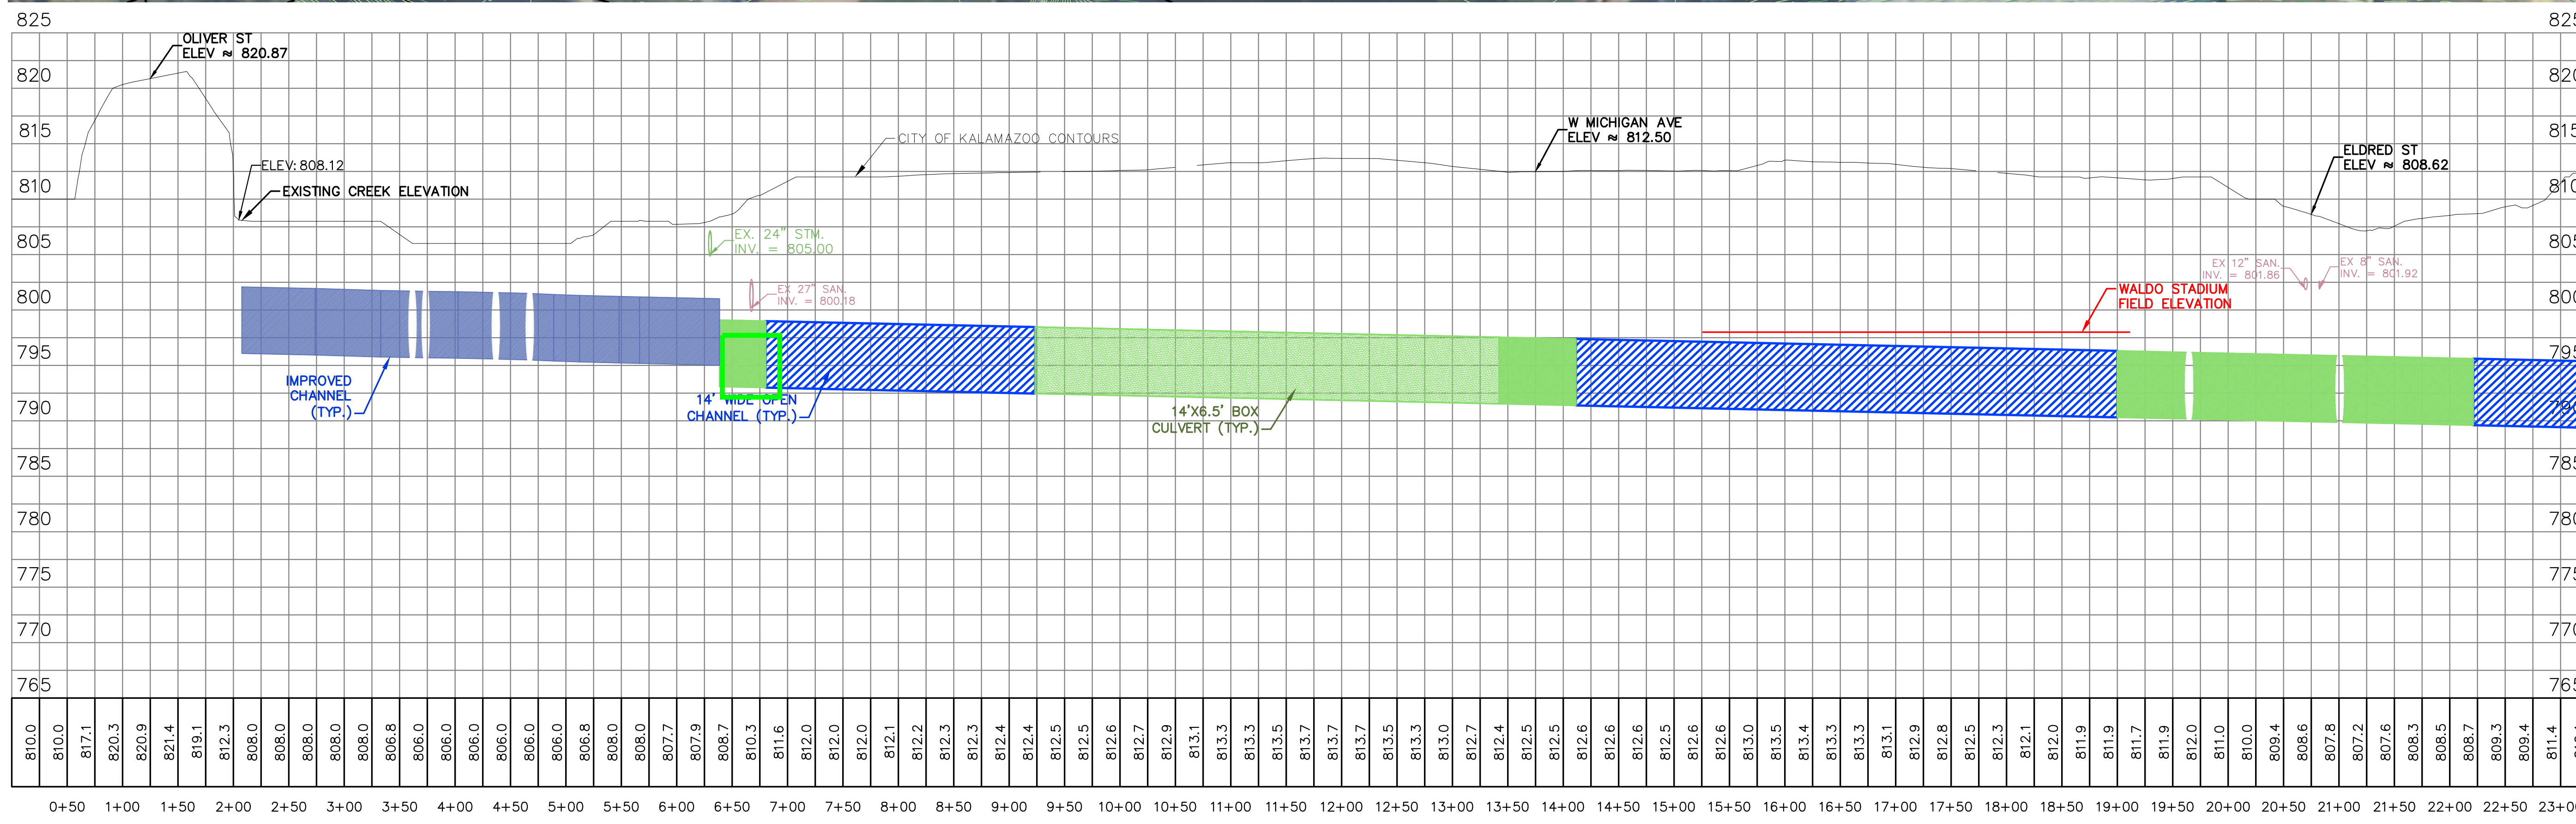 825
825
820
820
815
815
810
810
805
805
800
800
795
795
790
790
785
785
780
780
775
775
770
770
765
765
OLIVER ST
ELEV ≈ 820.87
ELEV: 808.12
EXISTING CREEK ELEVATION
CITY OF KALAMAZOO CONTOURS
W MICHIGAN AVE
ELEV ≈ 812.50
ELDRED ST
ELEV ≈ 808.62
EX. 24" STM.
INV. = 805.00
EX 27" SAN.
INV. = 800.18
EX 12" SAN.
INV. = 801.86
EX 8" SAN.
INV. = 801.92
WALDO STADIUM
FIELD ELEVATION
IMPROVED
CHANNEL
(TYP.)
14' WIDE OPEN
CHANNEL (TYP.)
14'X6.5' BOX
CULVERT (TYP.)
810.0 810.0 817.1 820.3 820.9 821.4 819.1 812.3 808.0 808.0 808.0 808.0 808.0 806.8 806.0 806.0 806.0 806.0 806.0 806.8 808.0 808.0 807.7 807.9 808.7 810.3 811.6 812.0 812.0 812.0 812.1 812.2 812.3 812.3 812.4 812.4 812.5 812.5 812.6 812.7 812.9 813.1 813.3 813.3 813.5 813.7 813.7 813.7 813.5 813.3 813.0 812.7 812.4 812.5 812.5 812.6 812.6 812.6 812.5 812.6 812.6 813.0 813.5 813.4 813.3 813.3 813.1 812.9 812.8 812.5 812.3 812.1 812.0 811.9 811.9 811.7 811.9 812.0 811.0 810.0 809.4 808.6 807.8 807.2 807.6 808.3 808.5 808.7 809.3 809.4 811.4
0+50 1+00 1+50 2+00 2+50 3+00 3+50 4+00 4+50 5+00 5+50 6+00 6+50 7+00 7+50 8+00 8+50 9+00 9+50 10+00 10+50 11+00 11+50 12+00 12+50 13+00 13+50 14+00 14+50 15+00 15+50 16+00 16+50 17+00 17+50 18+00 18+50 19+00 19+50 20+00 20+50 21+00 21+50 22+00 22+50 23+00